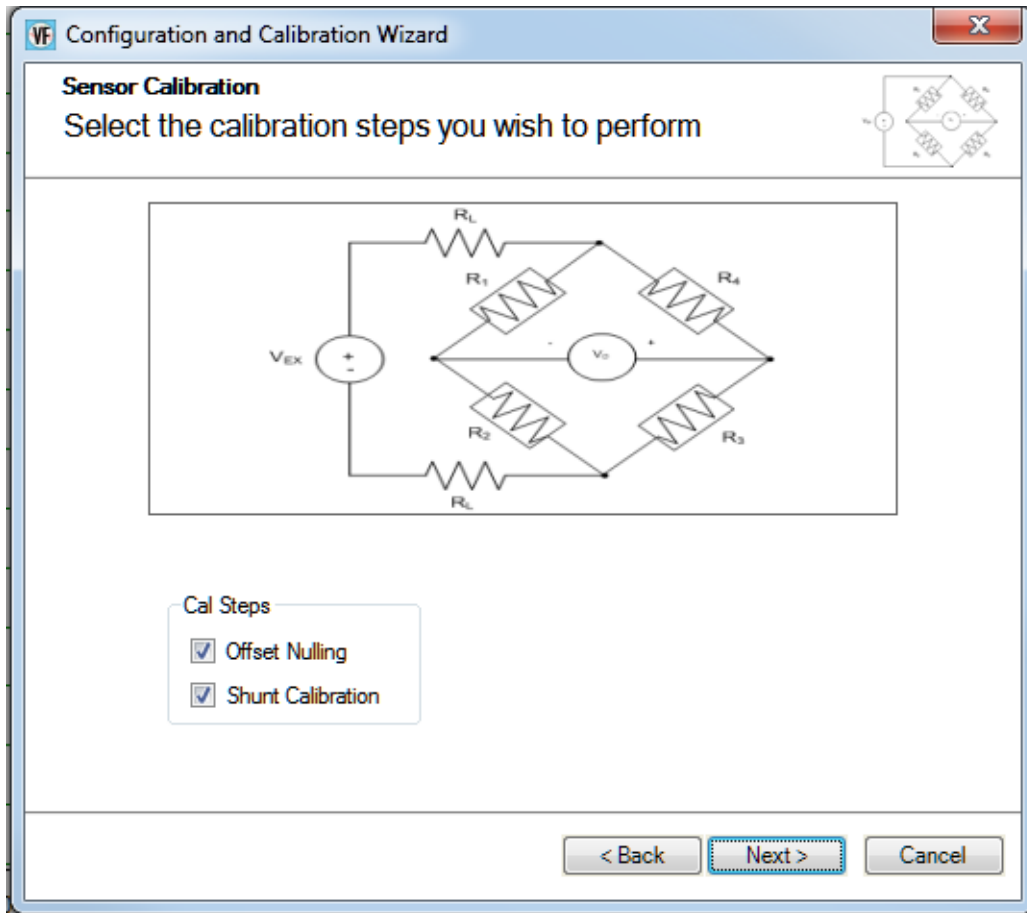 VF Configuration and Calibration Wizard
Sensor Calibration
Select the calibration steps you wish to perform
RL
R1
R4
VEX
+
-
-
Vo
+
R2
R3
RL
Cal Steps
Offset Nulling
Shunt Calibration
< Back
Next >
Cancel